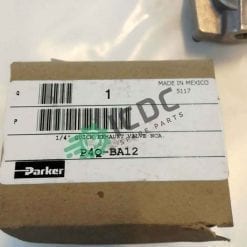 Q
1
MADE IN MEXICO
5117
P
1/4" QUICK EXHAUST VALVE NCA.
P4Q-BA12
Parker